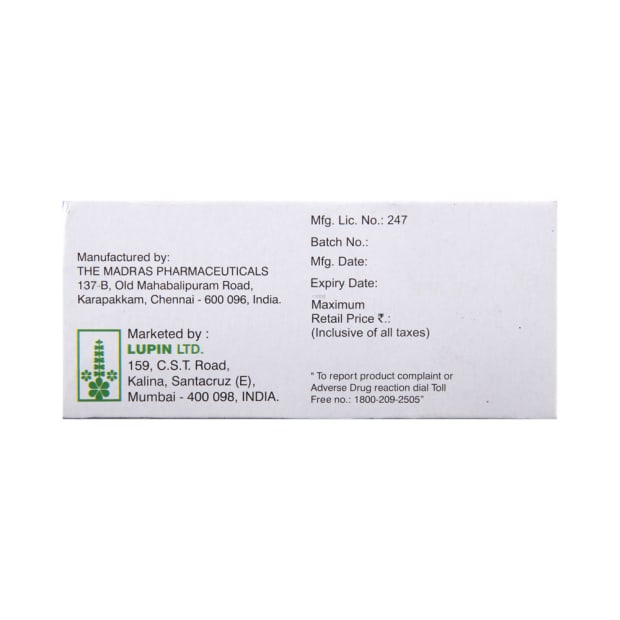 Manufactured by:
THE MADRAS PHARMACEUTICALS
137-B, Old Mahabalipuram Road,
Karapakkam, Chennai - 600 096, India.
Marketed by :
LUPIN LTD.
159, C.S.T. Road,
Kalina, Santacruz (E),
Mumbai - 400 098, INDIA.
Mfg. Lic. No.: 247
Batch No.:
Mfg. Date:
Expiry Date:
Maximum
Retail Price ₹.:
(Inclusive of all taxes)
" To report product complaint or
Adverse Drug reaction dial Toll
Free no.: 1800-209-2505"